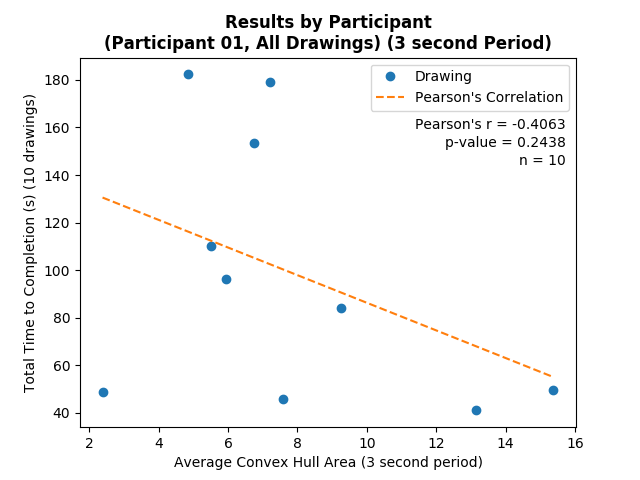 Results by Participant
(Participant 01, All Drawings) (3 second Period)
Drawing
Pearson's Correlation
Pearson's r = -0.4063
p-value = 0.2438
n = 10
Total Time to Completion (s) (10 drawings)
180
160
140
120
100
80
60
40
2 4 6 8 10 12 14 16
Average Convex Hull Area (3 second period)